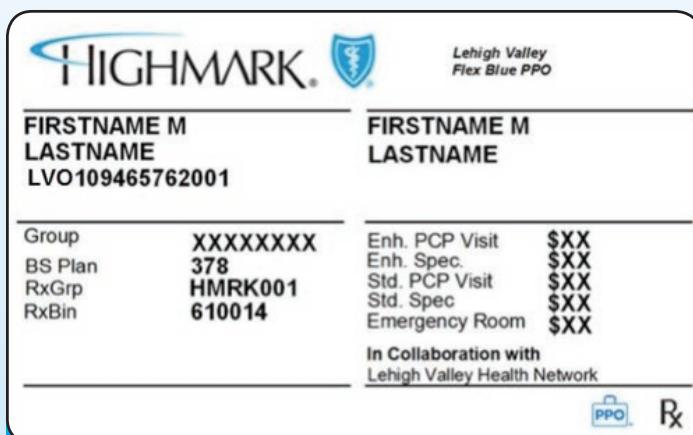 HIGHMARK®
Lehigh Valley
Flex Blue PPO
FIRSTNAME M
LASTNAME
LVO109465762001
FIRSTNAME M
LASTNAME
Group XXXXXXXX
BS Plan 378
RxGrp HMRK001
RxBin 610014
Enh. PCP Visit $XX
Enh. Spec. $XX
Std. PCP Visit $XX
Std. Spec $XX
Emergency Room $XX
In Collaboration with
Lehigh Valley Health Network
PPO
Rx